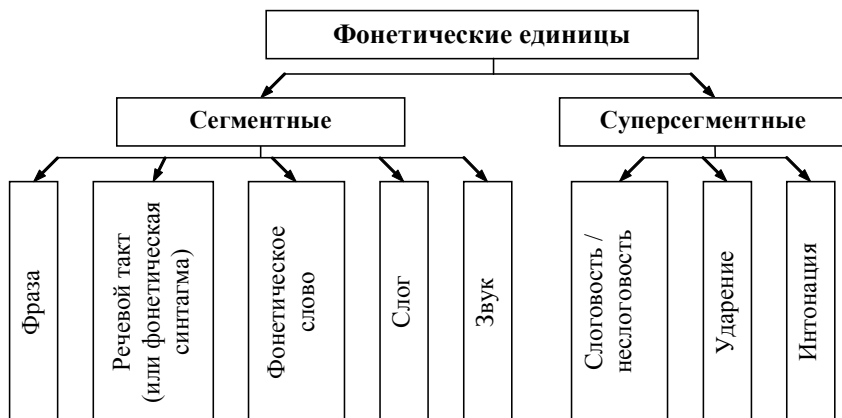 Фонетические единицы
Сегментные
Суперсегментные
Фраза
Речевой такт
(или фонетическая
синтагма)
Фонетическое
слово
Слог
Звук
Слоговость /
неслоговость
Ударение
Интонация